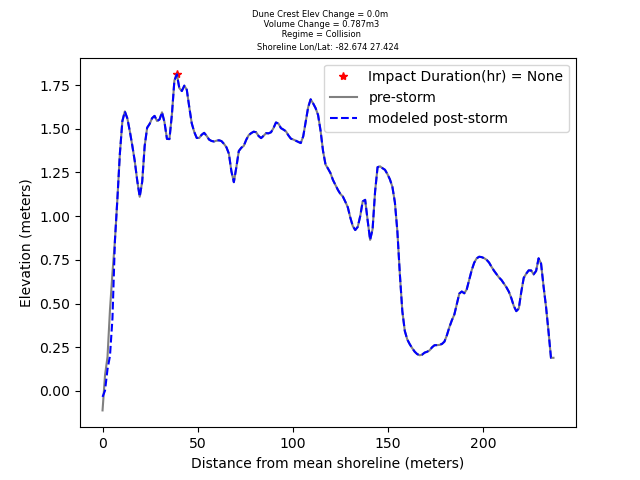 Dune Crest Elev Change = 0.0m
Volume Change = 0.787m3
Regime = Collision
Shoreline Lon/Lat: -82.674 27.424
Impact Duration(hr) = None
pre-storm
modeled post-storm
Elevation (meters)
1.75
1.50
1.25
1.00
0.75
0.50
0.25
0.00
0 50 100 150 200
Distance from mean shoreline (meters)